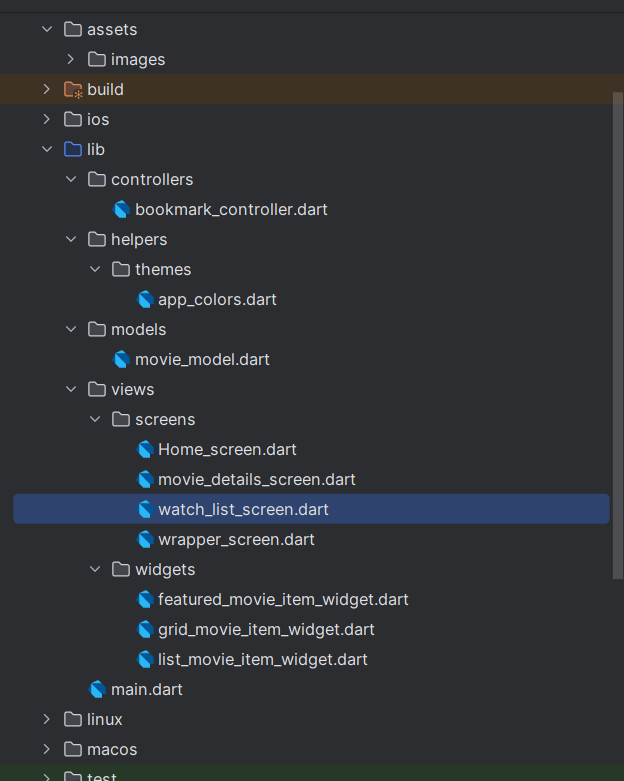 assets
images
build
ios
lib
controllers
bookmark_controller.dart
helpers
themes
app_colors.dart
models
movie_model.dart
views
screens
Home_screen.dart
movie_details_screen.dart
watch_list_screen.dart
wrapper_screen.dart
widgets
featured_movie_item_widget.dart
grid_movie_item_widget.dart
list_movie_item_widget.dart
main.dart
linux
macos
test